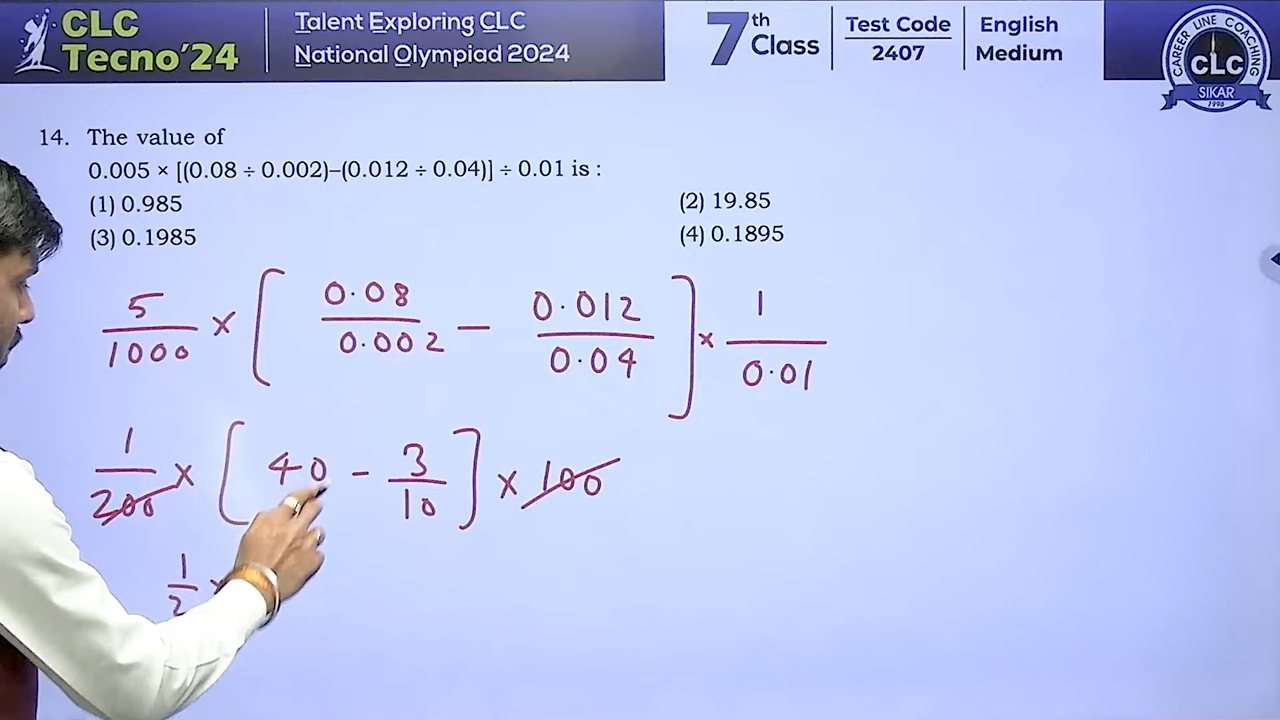 CLC
Tecno'24
Talent Exploring CLC
National Olympiad 2024
7th Class
Test Code
2407
English
Medium
CAREER LINE COACHING
CLC
SIKAR
1996
14. The value of
0.005 × [(0.08 ÷ 0.002)–(0.012 ÷ 0.04)] ÷ 0.01 is :
(1) 0.985 (2) 19.85
(3) 0.1985 (4) 0.1895
5/1000 × [ 0.08/0.002 − 0.012/0.04 ] × 1/0.01
1/200 × [ 40 − 3/10 ] × 100
1/2 ×